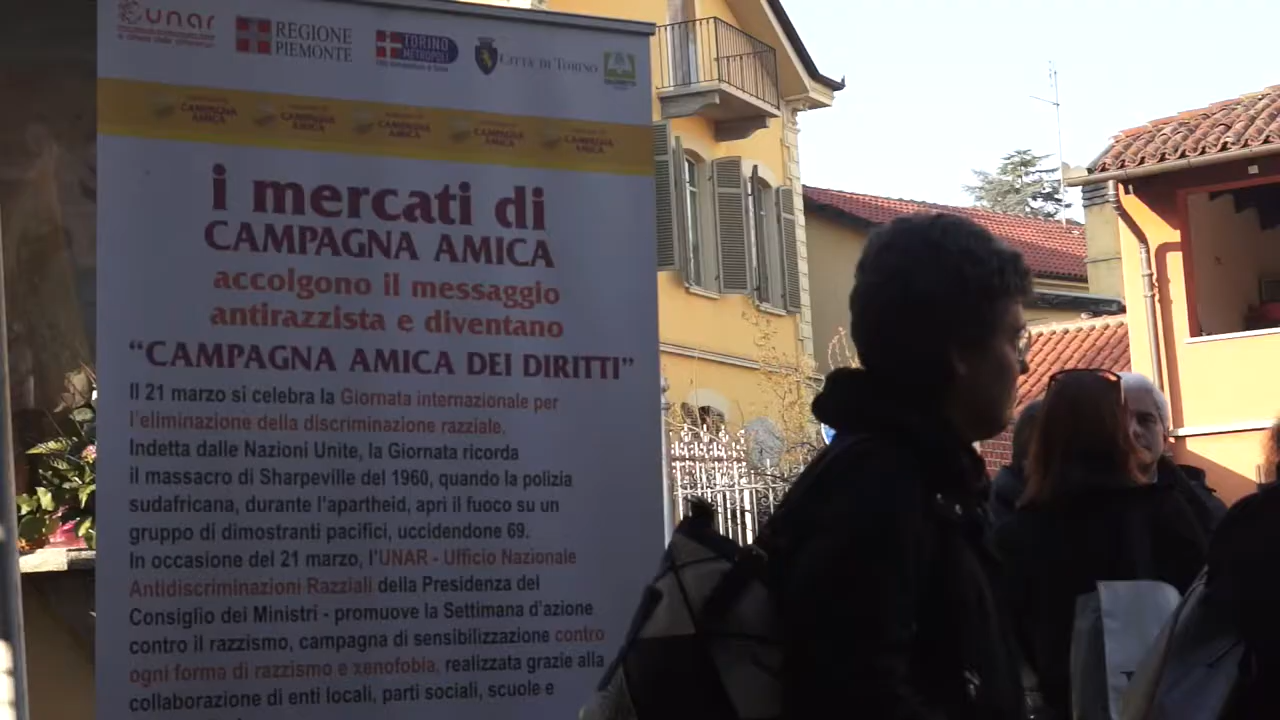 unar
REGIONE
PIEMONTE
TORINO
METROPOLI
CITTÀ DI TORINO
CAMPAGNA
AMICA
CAMPAGNA
AMICA
CAMPAGNA
AMICA
CAMPAGNA
AMICA
CAMPAGNA
AMICA
i mercati di
CAMPAGNA AMICA
accolgono il messaggio
antirazzista e diventano
“CAMPAGNA AMICA DEI DIRITTI”
Il 21 marzo si celebra la Giornata internazionale per
l'eliminazione della discriminazione razziale.
Indetta dalle Nazioni Unite, la Giornata ricorda
il massacro di Sharpeville del 1960, quando la polizia
sudafricana, durante l'apartheid, apri il fuoco su un
gruppo di dimostranti pacifici, uccidendone 69.
In occasione del 21 marzo, l'UNAR - Ufficio Nazionale
Antidiscriminazioni Razziali della Presidenza del
Consiglio dei Ministri - promuove la Settimana d'azione
contro il razzismo, campagna di sensibilizzazione contro
ogni forma di razzismo e xenofobia, realizzata grazie alla
collaborazione di enti locali, parti sociali, scuole e